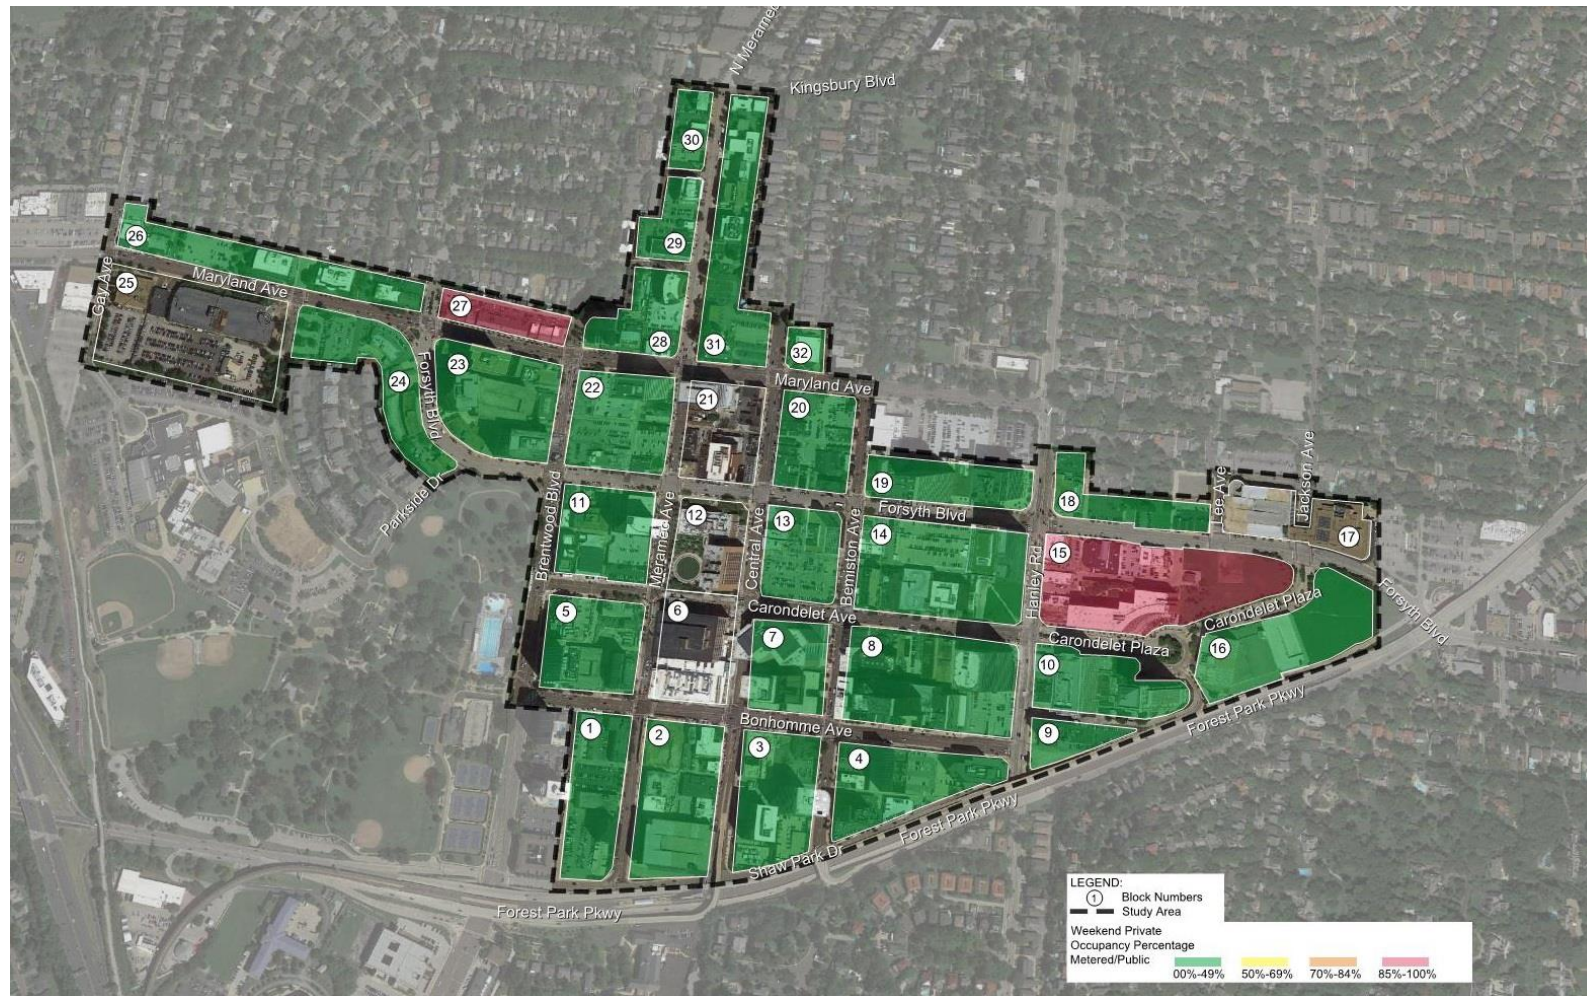 N Meramec
Kingsbury Blvd
30
29
26
25
Gay Ave
Maryland Ave
27
28
31
32
Maryland Ave
24
Forsyth Blvd
23
22
21
20
19
Forsyth Blvd
18
Lee Ave
Jackson Ave
17
Parkside Dr
Brentwood Blvd
11
Meramec Ave
12
Central Ave
13
Bemiston Ave
14
Hanley Rd
15
Carondelet Plaza
Forsyth Blvd
5
6
Carondelet Ave
7
8
Carondelet Plaza
10
16
Forest Park Pkwy
1
2
3
Bonhomme Ave
4
9
Forest Park Pkwy
Shaw Park Dr
Forest Park Pkwy
LEGEND:
1 Block Numbers
Study Area
Weekend Private
Occupancy Percentage
Metered/Public
00%-49% 50%-69% 70%-84% 85%-100%